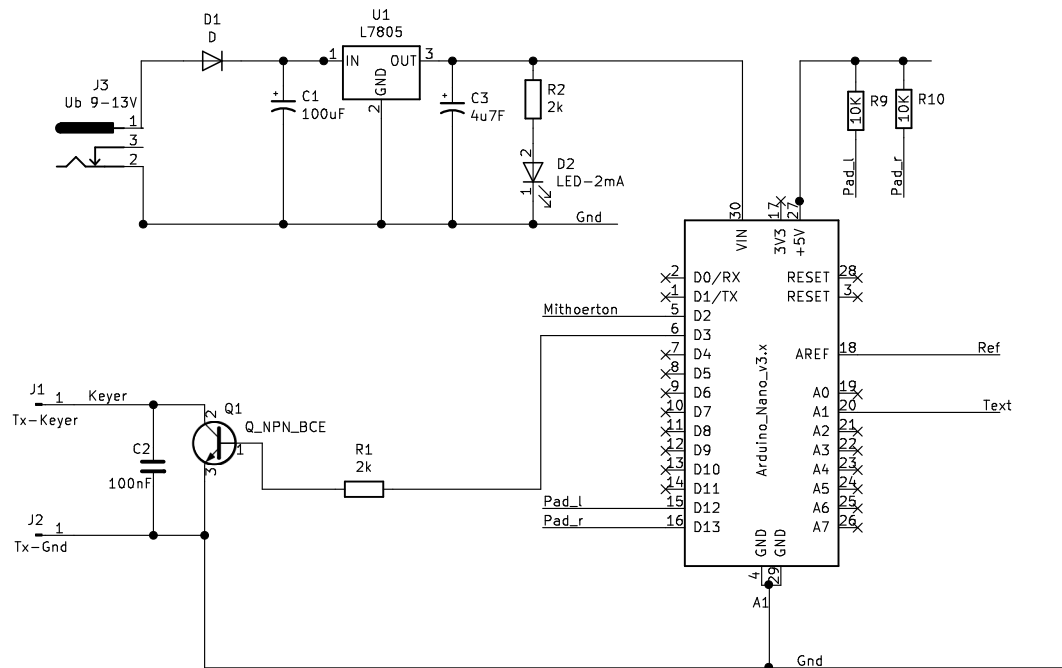 U1
L7805
D1
D
1
IN
OUT
3
GND
2
J3
Ub 9-13V
1
3
2
+
C1
100uF
+
C3
4u7F
R2
2k
2
D2
LED-2mA
1
Gnd
10K
R9
10K
R10
Pad_l
Pad_r
30
17
27
VIN
3V3
+5V
2 D0/RX
RESET 28
1 D1/TX
RESET 3
Mithoerton
5 D2
6 D3
7 D4
AREF 18
Ref
8 D5
9 D6
A0 19
10 D7
A1 20
Text
11 D8
A2 21
12 D9
A3 22
13 D10
A4 23
14 D11
A5 24
Pad_l
15 D12
A6 25
Pad_r
16 D13
A7 26
Arduino_Nano_v3.x
GND
GND
4
29
A1
Gnd
J1
1
Keyer
Tx-Keyer
2
Q1
Q_NPN_BCE
1
3
C2
100nF
R1
2k
J2
1
Tx-Gnd